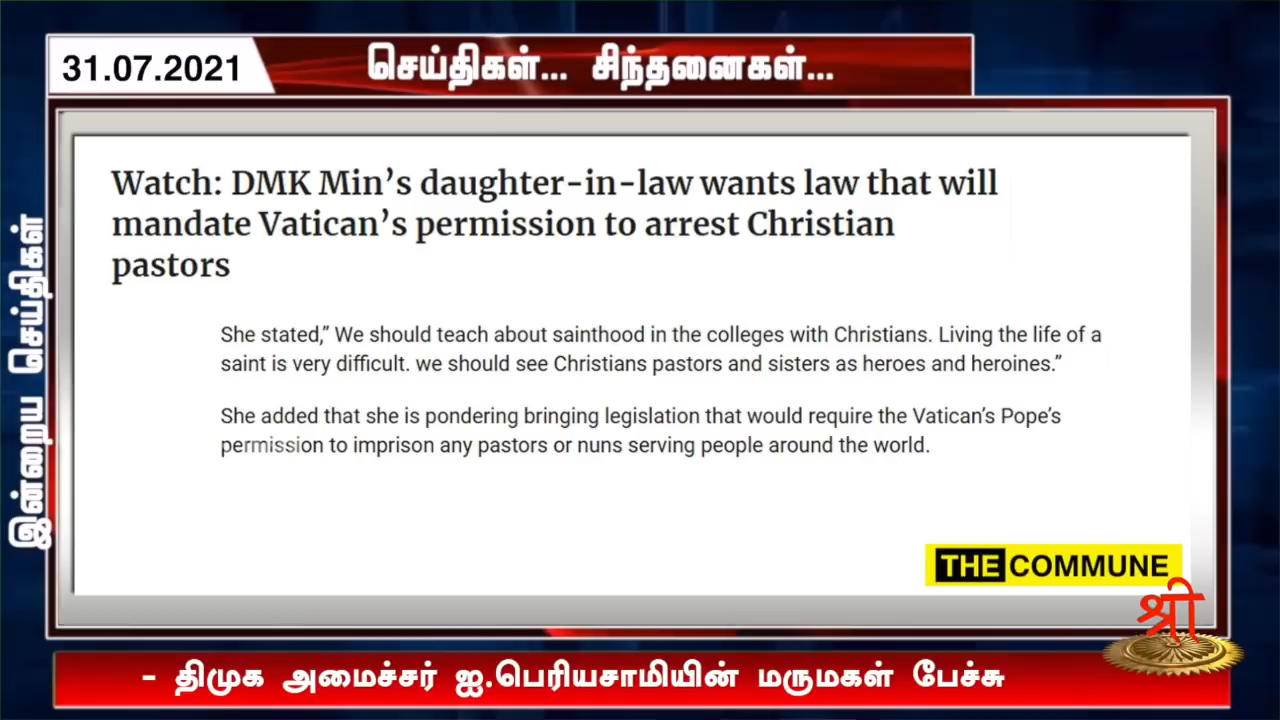 31.07.2021
செய்திகள்... சிந்தனைகள்...
இன்றைய செய்திகள்
Watch: DMK Min’s daughter-in-law wants law that will
mandate Vatican’s permission to arrest Christian
pastors
She stated,” We should teach about sainthood in the colleges with Christians. Living the life of a
saint is very difficult. we should see Christians pastors and sisters as heroes and heroines.”
She added that she is pondering bringing legislation that would require the Vatican’s Pope’s
permission to imprison any pastors or nuns serving people around the world.
THE COMMUNE
श्री
- திமுக அமைச்சர் ஐ.பெரியசாமியின் மருமகள் பேச்சு